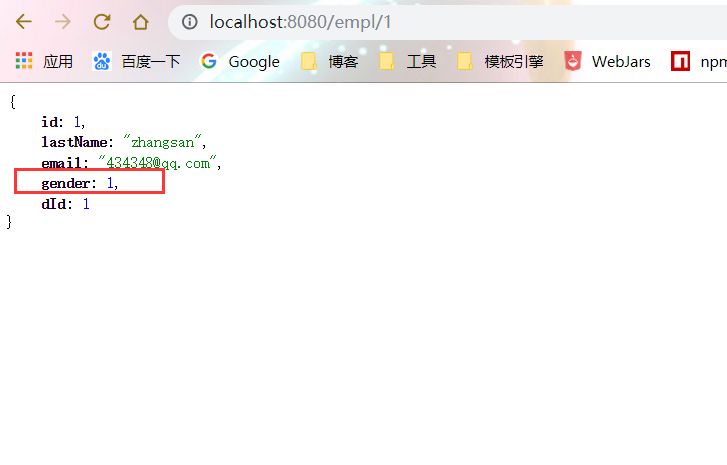 localhost:8080/empl/1
应用 百度一下 Google 博客 工具 模板引擎 WebJars npm
{
id: 1,
lastName: "zhangsan",
email: "434348@qq.com",
gender: 1,
dId: 1
}